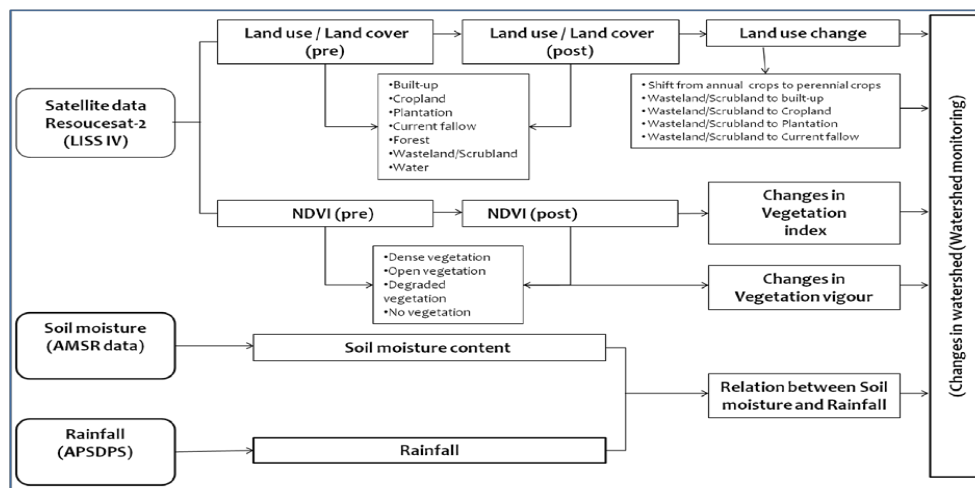 Satellite data
Resoucesat-2
(LISS IV)
Land use / Land cover
(pre)
Land use / Land cover
(post)
Land use change
•Built-up
•Cropland
•Plantation
•Current fallow
•Forest
•Wasteland/Scrubland
•Water
• Shift from annual crops to perennial crops
• Wasteland/Scrubland to built-up
• Wasteland/Scrubland to Cropland
• Wasteland/Scrubland to Plantation
• Wasteland/Scrubland to Current fallow
NDVI (pre)
NDVI (post)
Changes in
Vegetation
index
•Dense vegetation
•Open vegetation
•Degraded
vegetation
•No vegetation
Changes in
Vegetation vigour
Soil moisture
(AMSR data)
Soil moisture content
Relation between Soil
moisture and Rainfall
Rainfall
(APSDPS)
Rainfall
(Changes in watershed (Watershed monitoring)